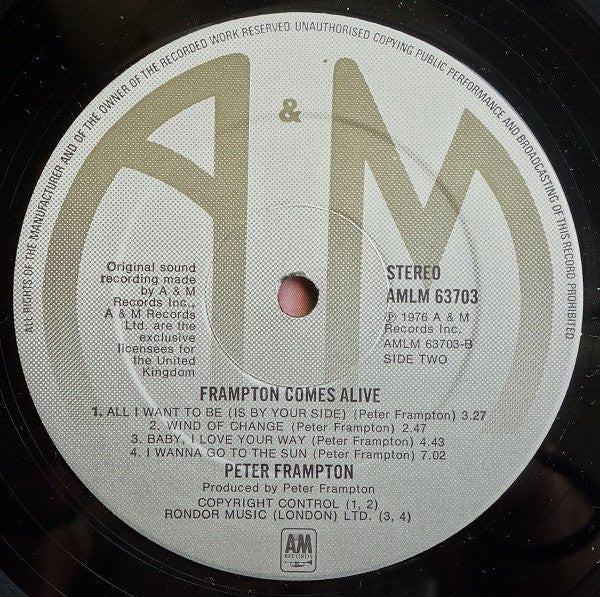 ALL RIGHTS OF THE MANUFACTURER AND OF THE OWNER OF THE RECORDED WORK RESERVED UNAUTHORISED COPYING PUBLIC PERFORMANCE AND BROADCASTING OF THIS RECORD PROHIBITED
A & M
Original sound
recording made
by A & M
Records Inc.,
A & M Records
Ltd. are the
exclusive
licensees for
the United
Kingdom
STEREO
AMLM 63703
℗ 1976 A & M
Records Inc.
AMLM 63703-B
SIDE TWO
FRAMPTON COMES ALIVE
1. ALL I WANT TO BE (IS BY YOUR SIDE) (Peter Frampton) 3.27
2. WIND OF CHANGE (Peter Frampton) 2.47
3. BABY, I LOVE YOUR WAY (Peter Frampton) 4.43
4. I WANNA GO TO THE SUN (Peter Frampton) 7.02
PETER FRAMPTON
Produced by Peter Frampton
COPYRIGHT CONTROL (1, 2)
RONDOR MUSIC (LONDON) LTD. (3, 4)
AM
RECORDS